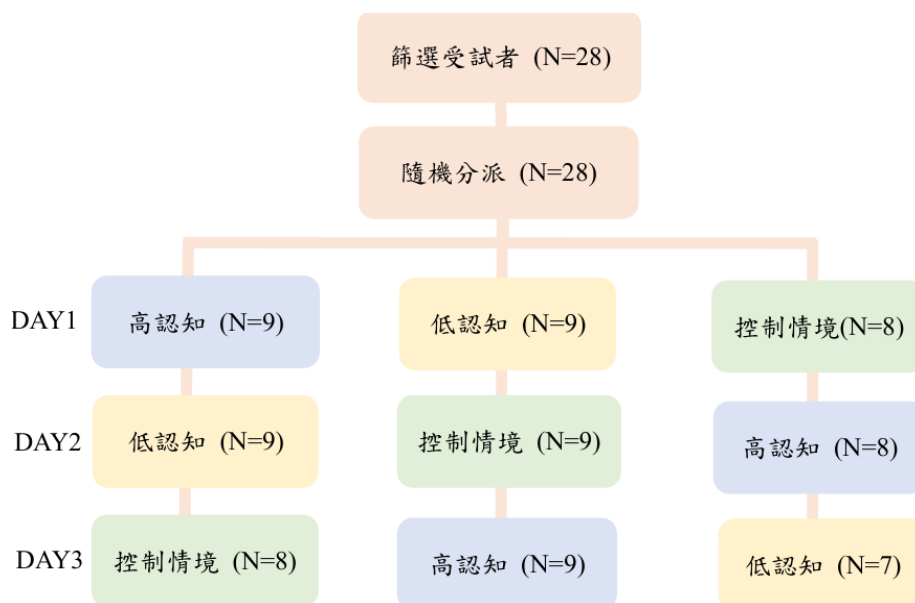 篩選受試者 (N=28)
隨機分派 (N=28)
DAY1 高認知 (N=9) 低認知 (N=9) 控制情境(N=8)
DAY2 低認知 (N=9) 控制情境 (N=9) 高認知 (N=8)
DAY3 控制情境 (N=8) 高認知 (N=9) 低認知 (N=7)